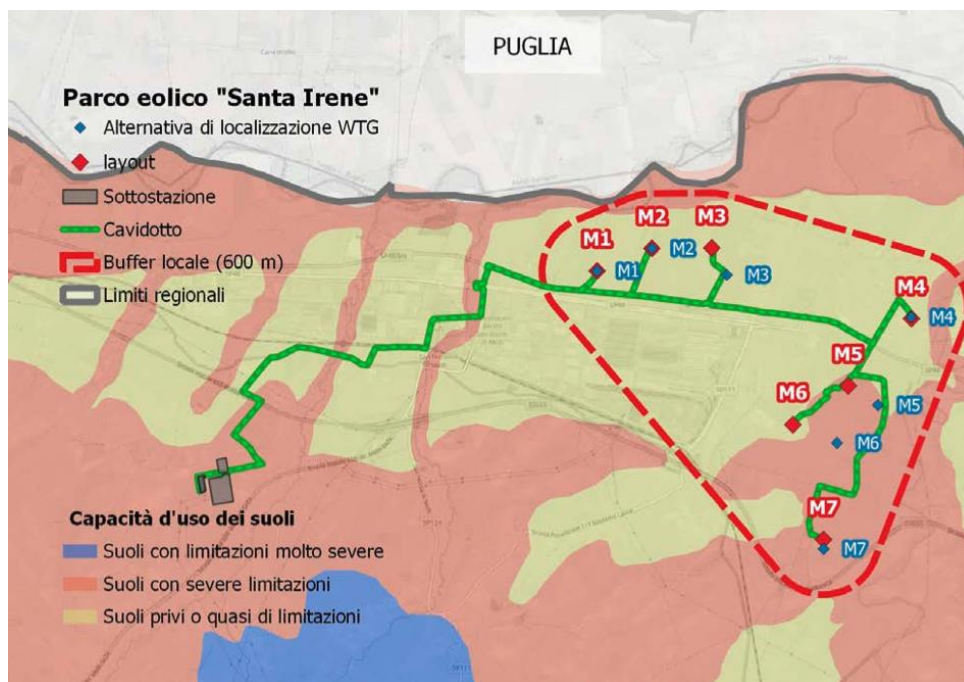 PUGLIA
Parco eolico "Santa Irene"
Alternativa di localizzazione WTG
layout
Sottostazione
Cavidotto
Buffer locale (600 m)
Limiti regionali
M1
M2
M3
M1
M2
M3
M4
M4
M5
M6
M5
M6
M7
M7
Capacità d'uso dei suoli
Suoli con limitazioni molto severe
Suoli con severe limitazioni
Suoli privi o quasi di limitazioni